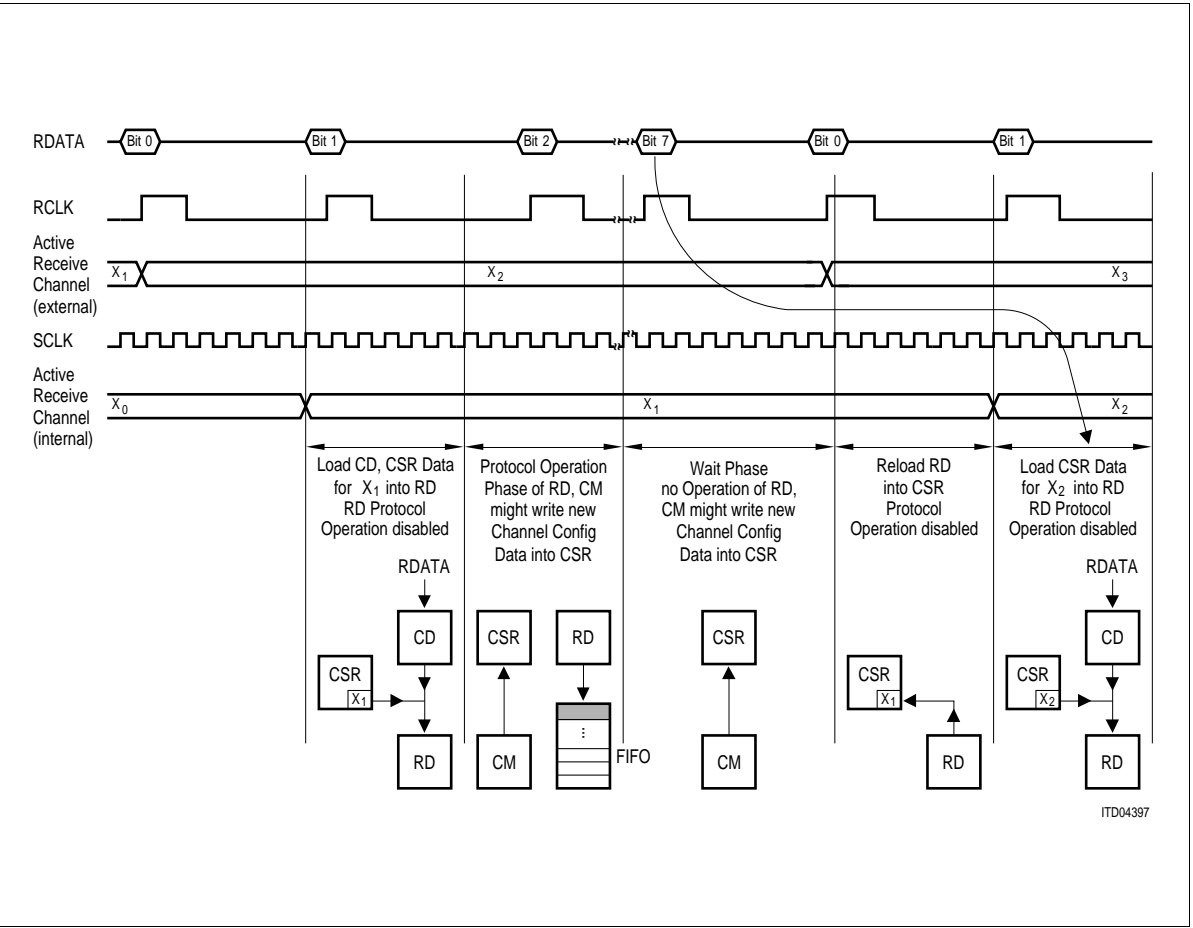 RDATA
Bit 0
Bit 1
Bit 2
Bit 7
Bit 0
Bit 1
RCLK
Active
Receive
Channel
(external)
X1
X2
X3
SCLK
Active
Receive
Channel
(internal)
X0
X1
X2
Load CD, CSR Data
for X1 into RD
RD Protocol
Operation disabled
Protocol Operation
Phase of RD, CM
might write new
Channel Config
Data into CSR
Wait Phase
no Operation of RD,
CM might write new
Channel Config
Data into CSR
Reload RD
into CSR
Protocol
Operation disabled
Load CSR Data
for X2 into RD
RD Protocol
Operation disabled
RDATA
CD
CSR
X1
RD
CSR
RD
CM
FIFO
CSR
CM
CSR
X1
RD
RDATA
CD
CSR
X2
RD
ITD04397